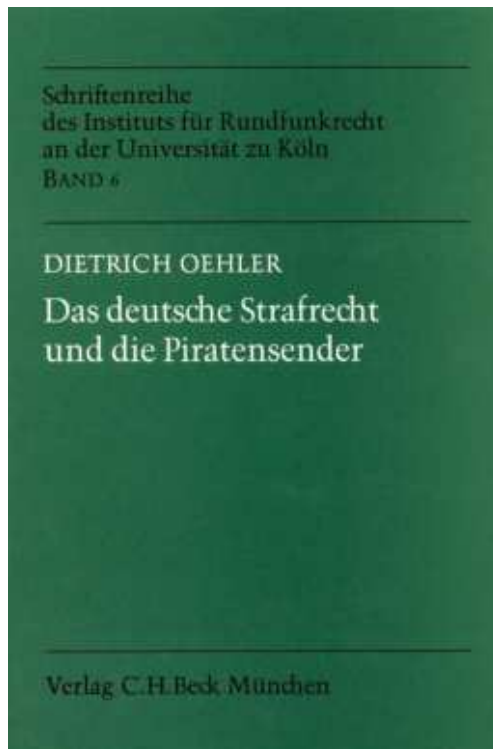 Schriftenreihe
des Instituts für Rundfunkrecht
an der Universität zu Köln
BAND 6
DIETRICH OEHLER
Das deutsche Strafrecht
und die Piratensender
Verlag C.H.Beck München